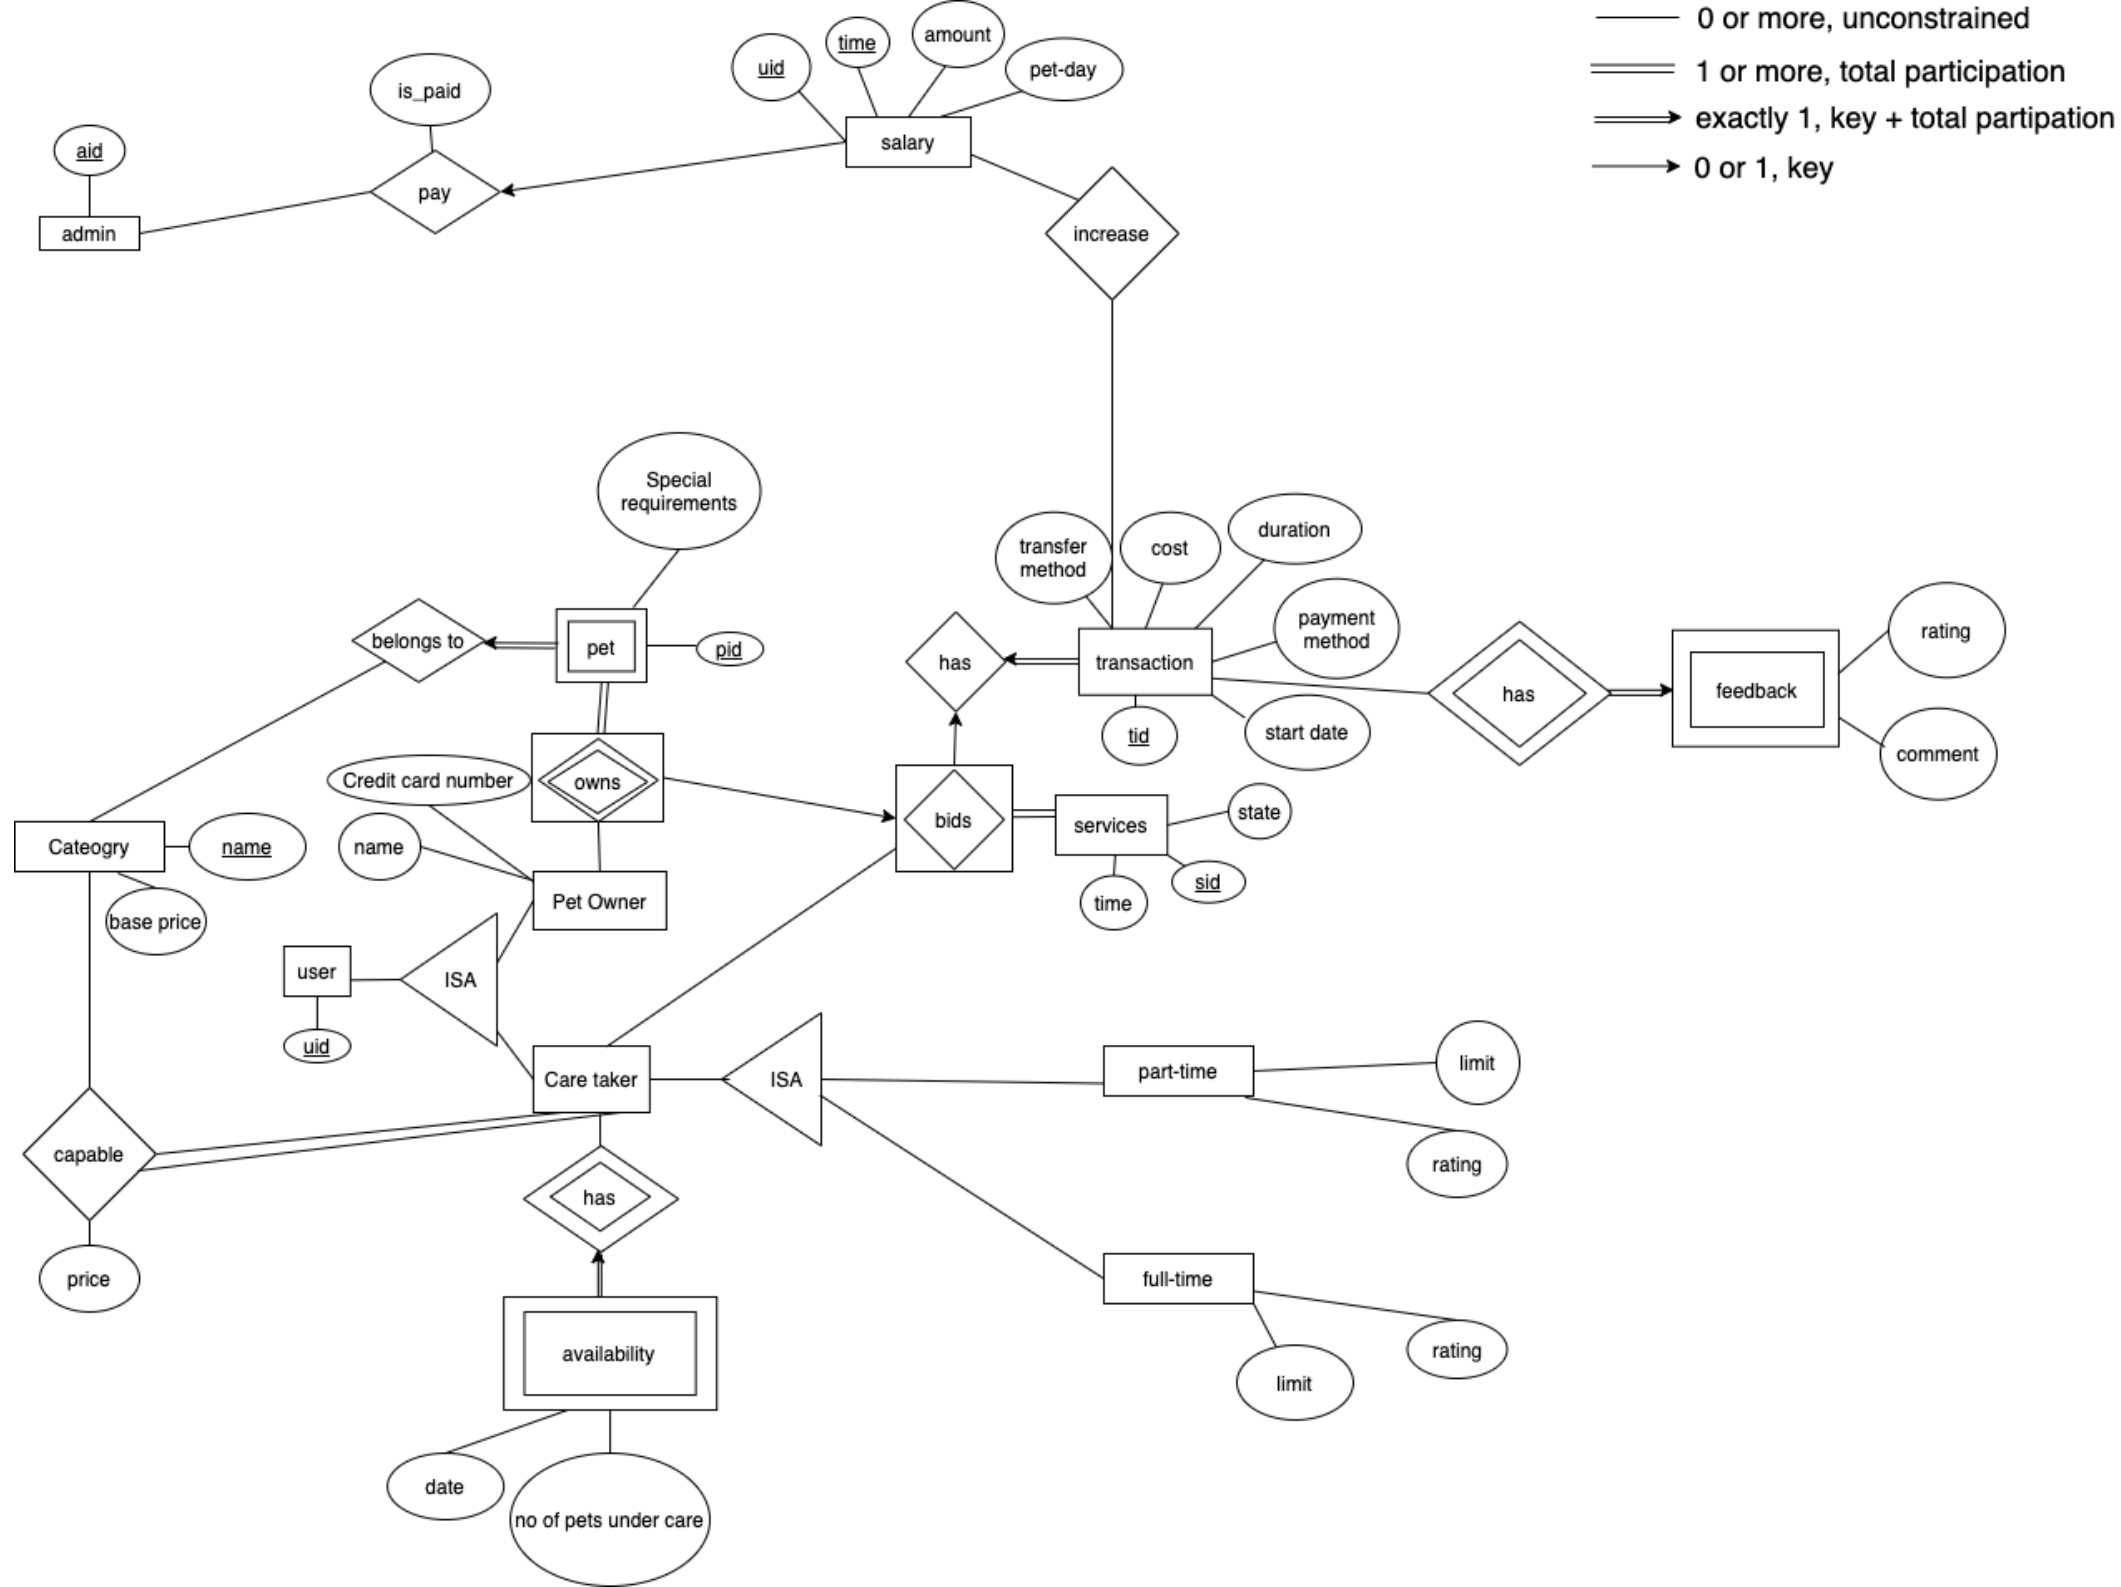 0 or more, unconstrained
1 or more, total participation
exactly 1, key + total partipation
0 or 1, key
uid
time
amount
pet-day
salary
is_paid
aid
pay
admin
increase
Special
requirements
transfer
method
cost
duration
payment
method
belongs to
pet
pid
has
transaction
has
feedback
rating
comment
tid
start date
Credit card number
owns
bids
services
state
sid
time
Cateogry
name
base price
name
Pet Owner
user
ISA
uid
Care taker
ISA
part-time
limit
rating
capable
price
has
full-time
limit
rating
availability
date
no of pets under care